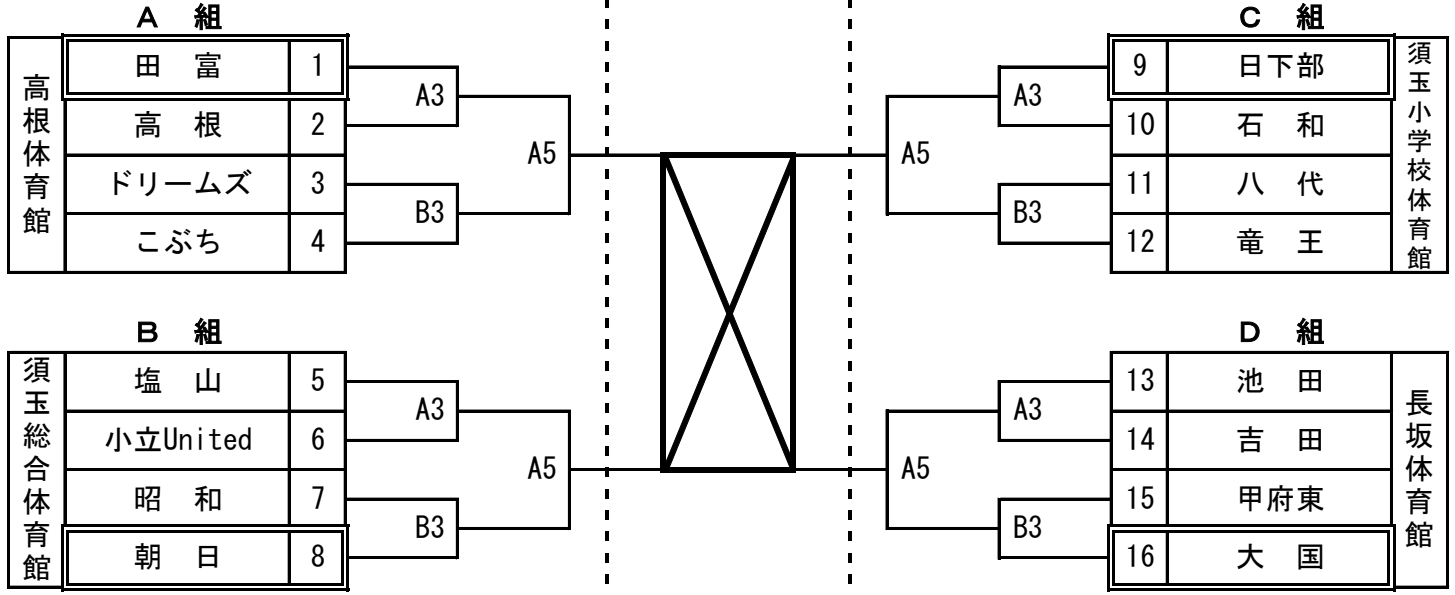 A 組
高根体育館
田 富 1
高 根 2
ドリームズ 3
こぶち 4
A3
B3
A5
B 組
須玉総合体育館
塩 山 5
小立United 6
昭 和 7
朝 日 8
A3
B3
A5
C 組
9 日下部
10 石 和
11 八 代
12 竜 王
須玉小学校体育館
A3
B3
A5
D 組
13 池 田
14 吉 田
15 甲府東
16 大 国
長坂体育館
A3
B3
A5